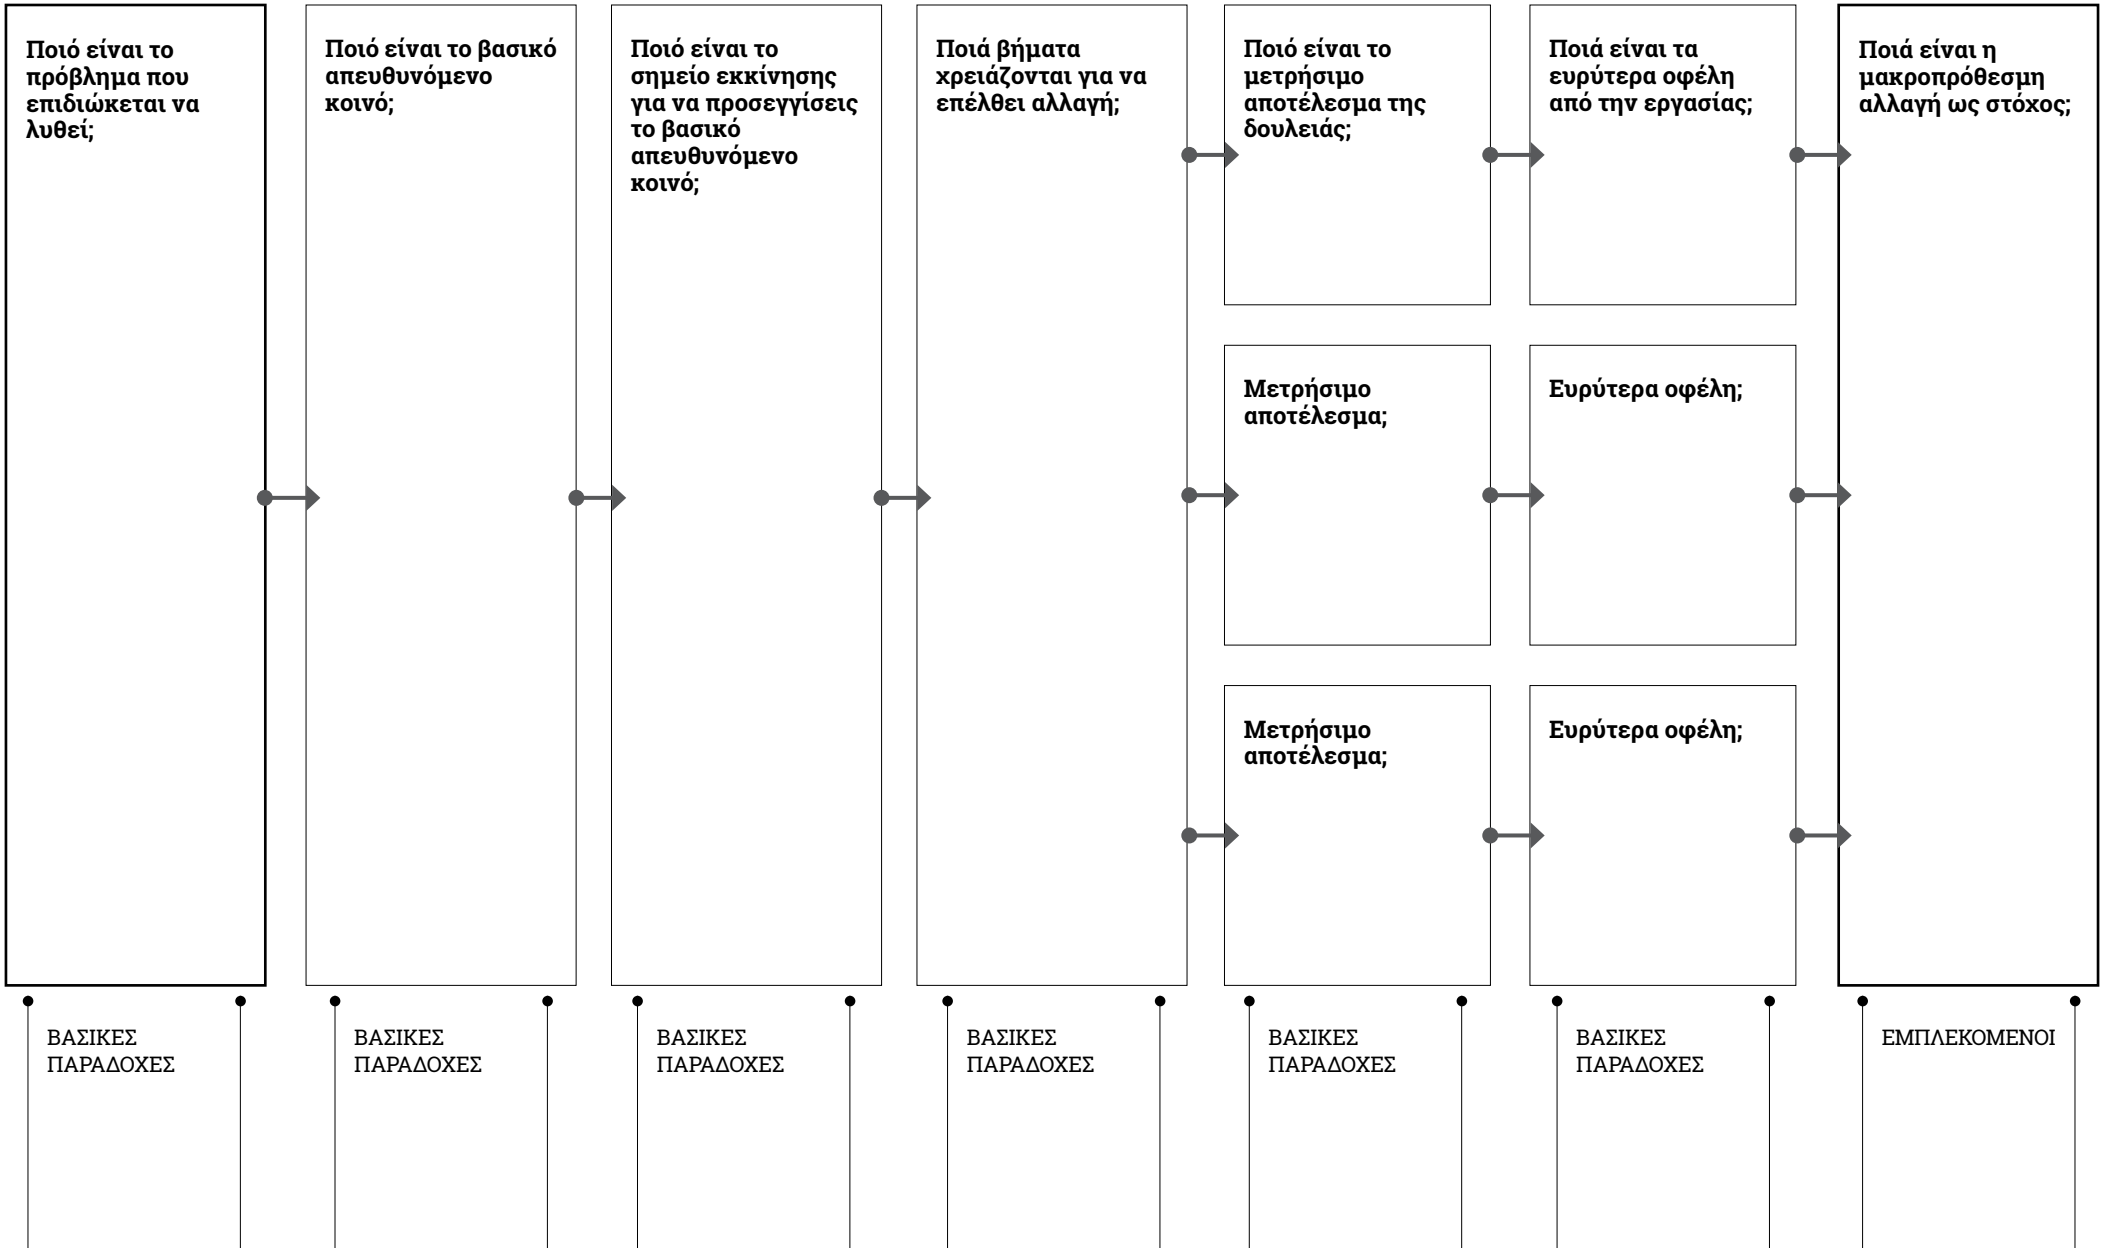 Ποιό είναι το
πρόβλημα που
επιδιώκεται να
λυθεί;
Ποιό είναι το βασικό
απευθυνόμενο
κοινό;
Ποιό είναι το
σημείο εκκίνησης
για να προσεγγίσεις
το βασικό
απευθυνόμενο
κοινό;
Ποιά βήματα
χρειάζονται για να
επέλθει αλλαγή;
Ποιό είναι το
μετρήσιμο
αποτέλεσμα της
δουλειάς;
Ποιά είναι τα
ευρύτερα οφέλη
από την εργασίας;
Ποιά είναι η
μακροπρόθεσμη
αλλαγή ως στόχος;
Μετρήσιμο
αποτέλεσμα;
Ευρύτερα οφέλη;
Μετρήσιμο
αποτέλεσμα;
Ευρύτερα οφέλη;
ΒΑΣΙΚΕΣ
ΠΑΡΑΔΟΧΕΣ
ΒΑΣΙΚΕΣ
ΠΑΡΑΔΟΧΕΣ
ΒΑΣΙΚΕΣ
ΠΑΡΑΔΟΧΕΣ
ΒΑΣΙΚΕΣ
ΠΑΡΑΔΟΧΕΣ
ΒΑΣΙΚΕΣ
ΠΑΡΑΔΟΧΕΣ
ΒΑΣΙΚΕΣ
ΠΑΡΑΔΟΧΕΣ
ΕΜΠΛΕΚΟΜΕΝΟΙ